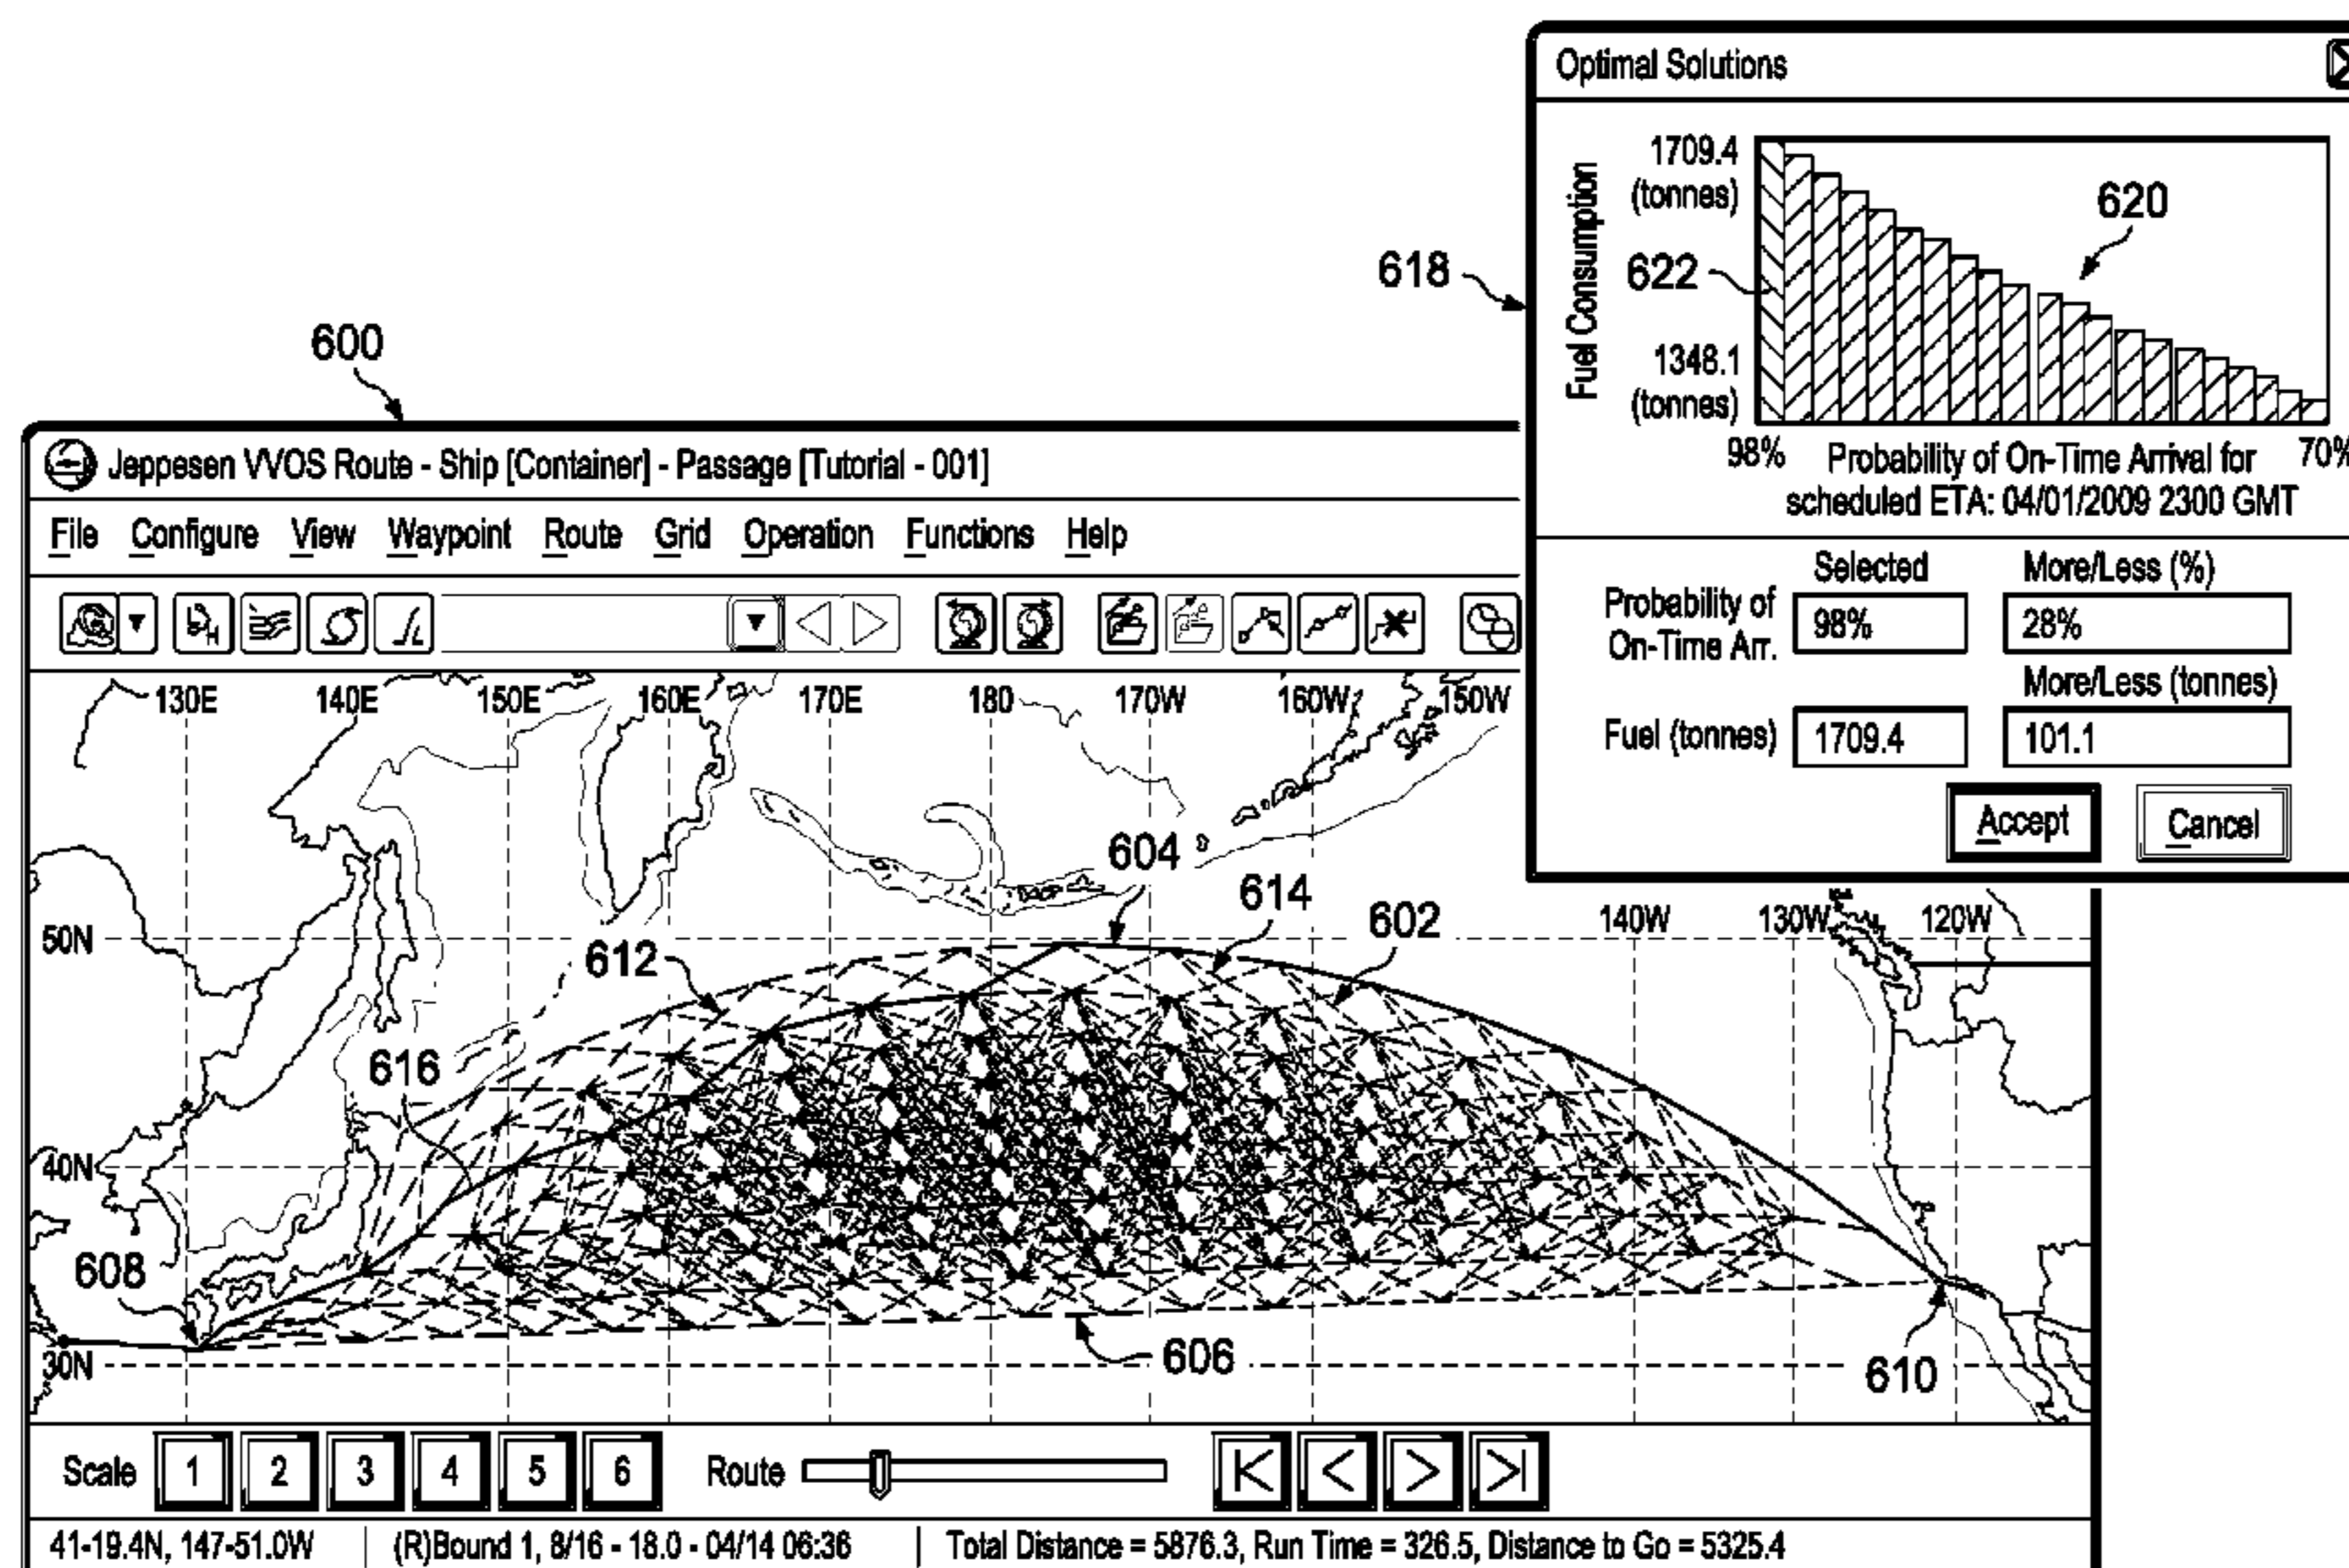 Optimal Solutions
1709.4
(tonnes)
Fuel Consumption
620
622
618
1348.1
(tonnes)
98%
70%
Probability of On-Time Arrival for
scheduled ETA: 04/01/2009 2300 GMT
Selected
More/Less (%)
Probability of
On-Time Arr.
98%
28%
More/Less (tonnes)
Fuel (tonnes)
1709.4
101.1
Accept
Cancel
600
Jeppesen VVOS Route - Ship [Container] - Passage [Tutorial - 001]
File Configure View Waypoint Route Grid Operation Functions Help
130E 140E 150E 160E 170E 180 170W 160W 150W
604
614
602
140W 130W 120W
50N
612
616
40N
608
606
30N
610
Scale 1 2 3 4 5 6 Route
41-19.4N, 147-51.0W (R)Bound 1, 8/16 - 18.0 - 04/14 06:36 Total Distance = 5876.3, Run Time = 326.5, Distance to Go = 5325.4